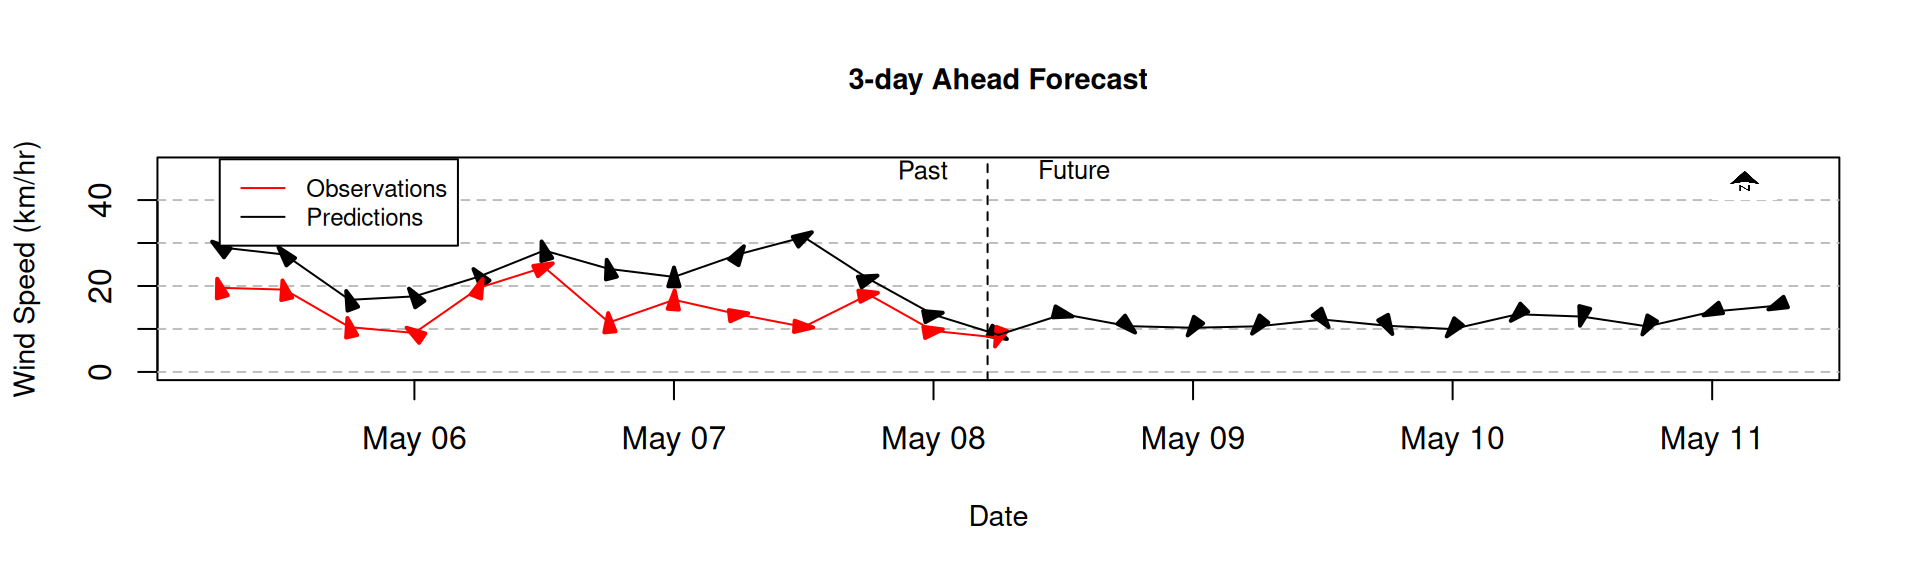 3-day Ahead Forecast
Wind Speed (km/hr)
40
20
0
Observations
Predictions
Past
Future
N
May 06
May 07
May 08
May 09
May 10
May 11
Date